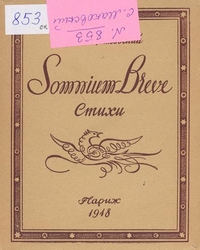 853
N. 853
С. Маковский
Somnium Breve
Стихи
Париж
1948